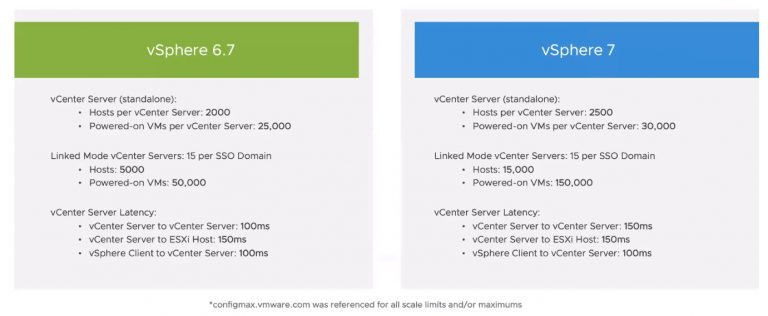 vSphere 6.7
vCenter Server (standalone):
• Hosts per vCenter Server: 2000
• Powered-on VMs per vCenter Server: 25,000
Linked Mode vCenter Servers: 15 per SSO Domain
• Hosts: 5000
• Powered-on VMs: 50,000
vCenter Server Latency:
• vCenter Server to vCenter Server: 100ms
• vCenter Server to ESXi Host: 150ms
• vSphere Client to vCenter Server: 100ms
vSphere 7
vCenter Server (standalone):
• Hosts per vCenter Server: 2500
• Powered-on VMs per vCenter Server: 30,000
Linked Mode vCenter Servers: 15 per SSO Domain
• Hosts: 15,000
• Powered-on VMs: 150,000
vCenter Server Latency:
• vCenter Server to vCenter Server: 150ms
• vCenter Server to ESXi Host: 150ms
• vSphere Client to vCenter Server: 100ms
*configmax.vmware.com was referenced for all scale limits and/or maximums